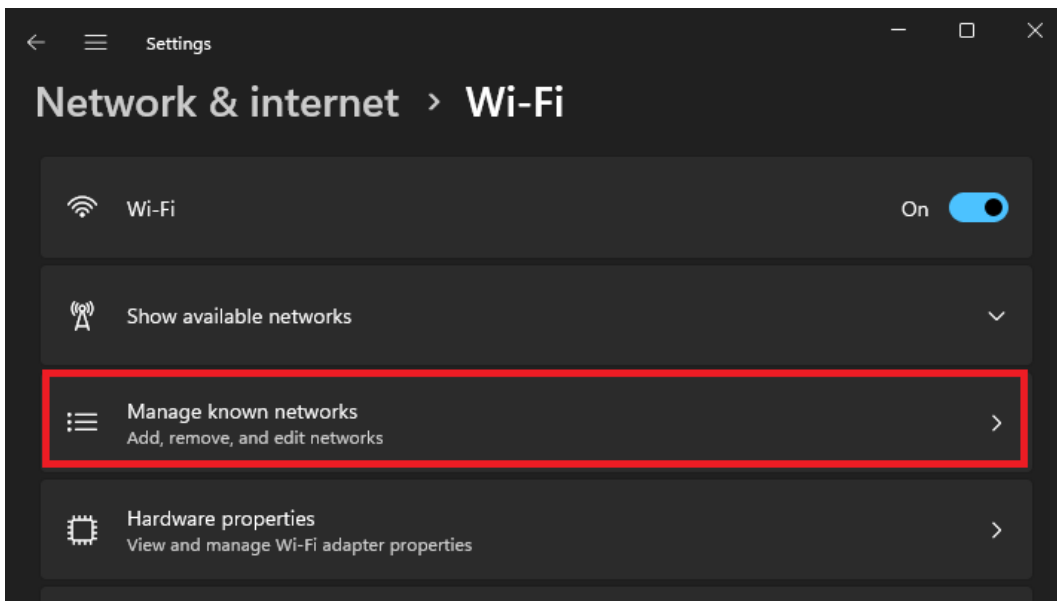 Settings
Network & internet > Wi-Fi
Wi-Fi
On
Show available networks
Manage known networks
Add, remove, and edit networks
Hardware properties
View and manage Wi-Fi adapter properties